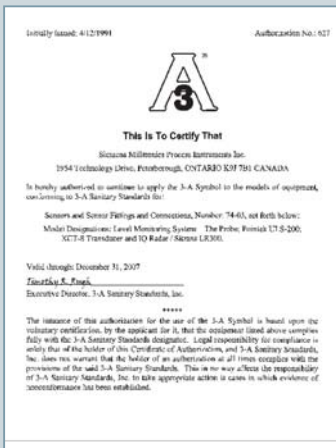 Initially Issued: 4/12/1991
Authorization No.: 627
A
3
This Is To Certify That
Siemens Milltronics Process Instruments Inc.
1954 Technology Drive, Peterborough, ONTARIO K9J 7B1 CANADA
Is hereby authorized to continue to apply the 3-A Symbol to the models of equipment,
conforming to 3-A Sanitary Standards for:
Sensors and Sensor Fittings and Connections, Number: 74-03, set forth below:
Model Designations: Level Monitoring System The Probe, Pointek ULS-200,
XCT-8 Transducer and IQ Radar / Sitrans LR300.
Valid through: December 31, 2007
Executive Director, 3-A Sanitary Standards, Inc.
*****
The issuance of this authorization for the use of the 3-A Symbol is based upon the
voluntary certification, by the applicant for it, that the equipment listed above complies
fully with the 3-A Sanitary Standards designated. Legal responsibility for compliance is
solely that of the holder of this Certificate of Authorization, and 3-A Sanitary Standards,
Inc. does not warrant that the holder of an authorization at all times complies with the
provisions of the said 3-A Sanitary Standards. This in no way affects the responsibility
of 3-A Sanitary Standards, Inc. to take appropriate action in cases in which evidence of
nonconformance has been established.